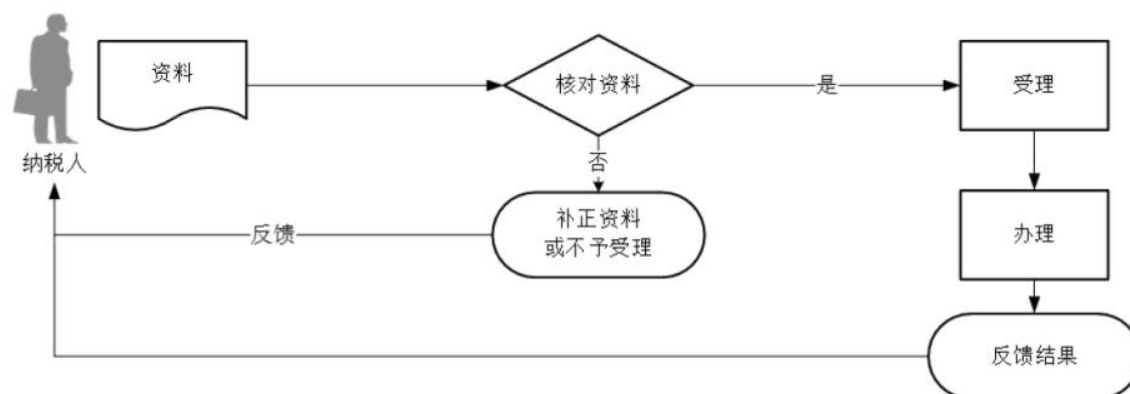 资料
核对资料
是
受理
纳税人
否
补正资料
或不予受理
反馈
办理
反馈结果